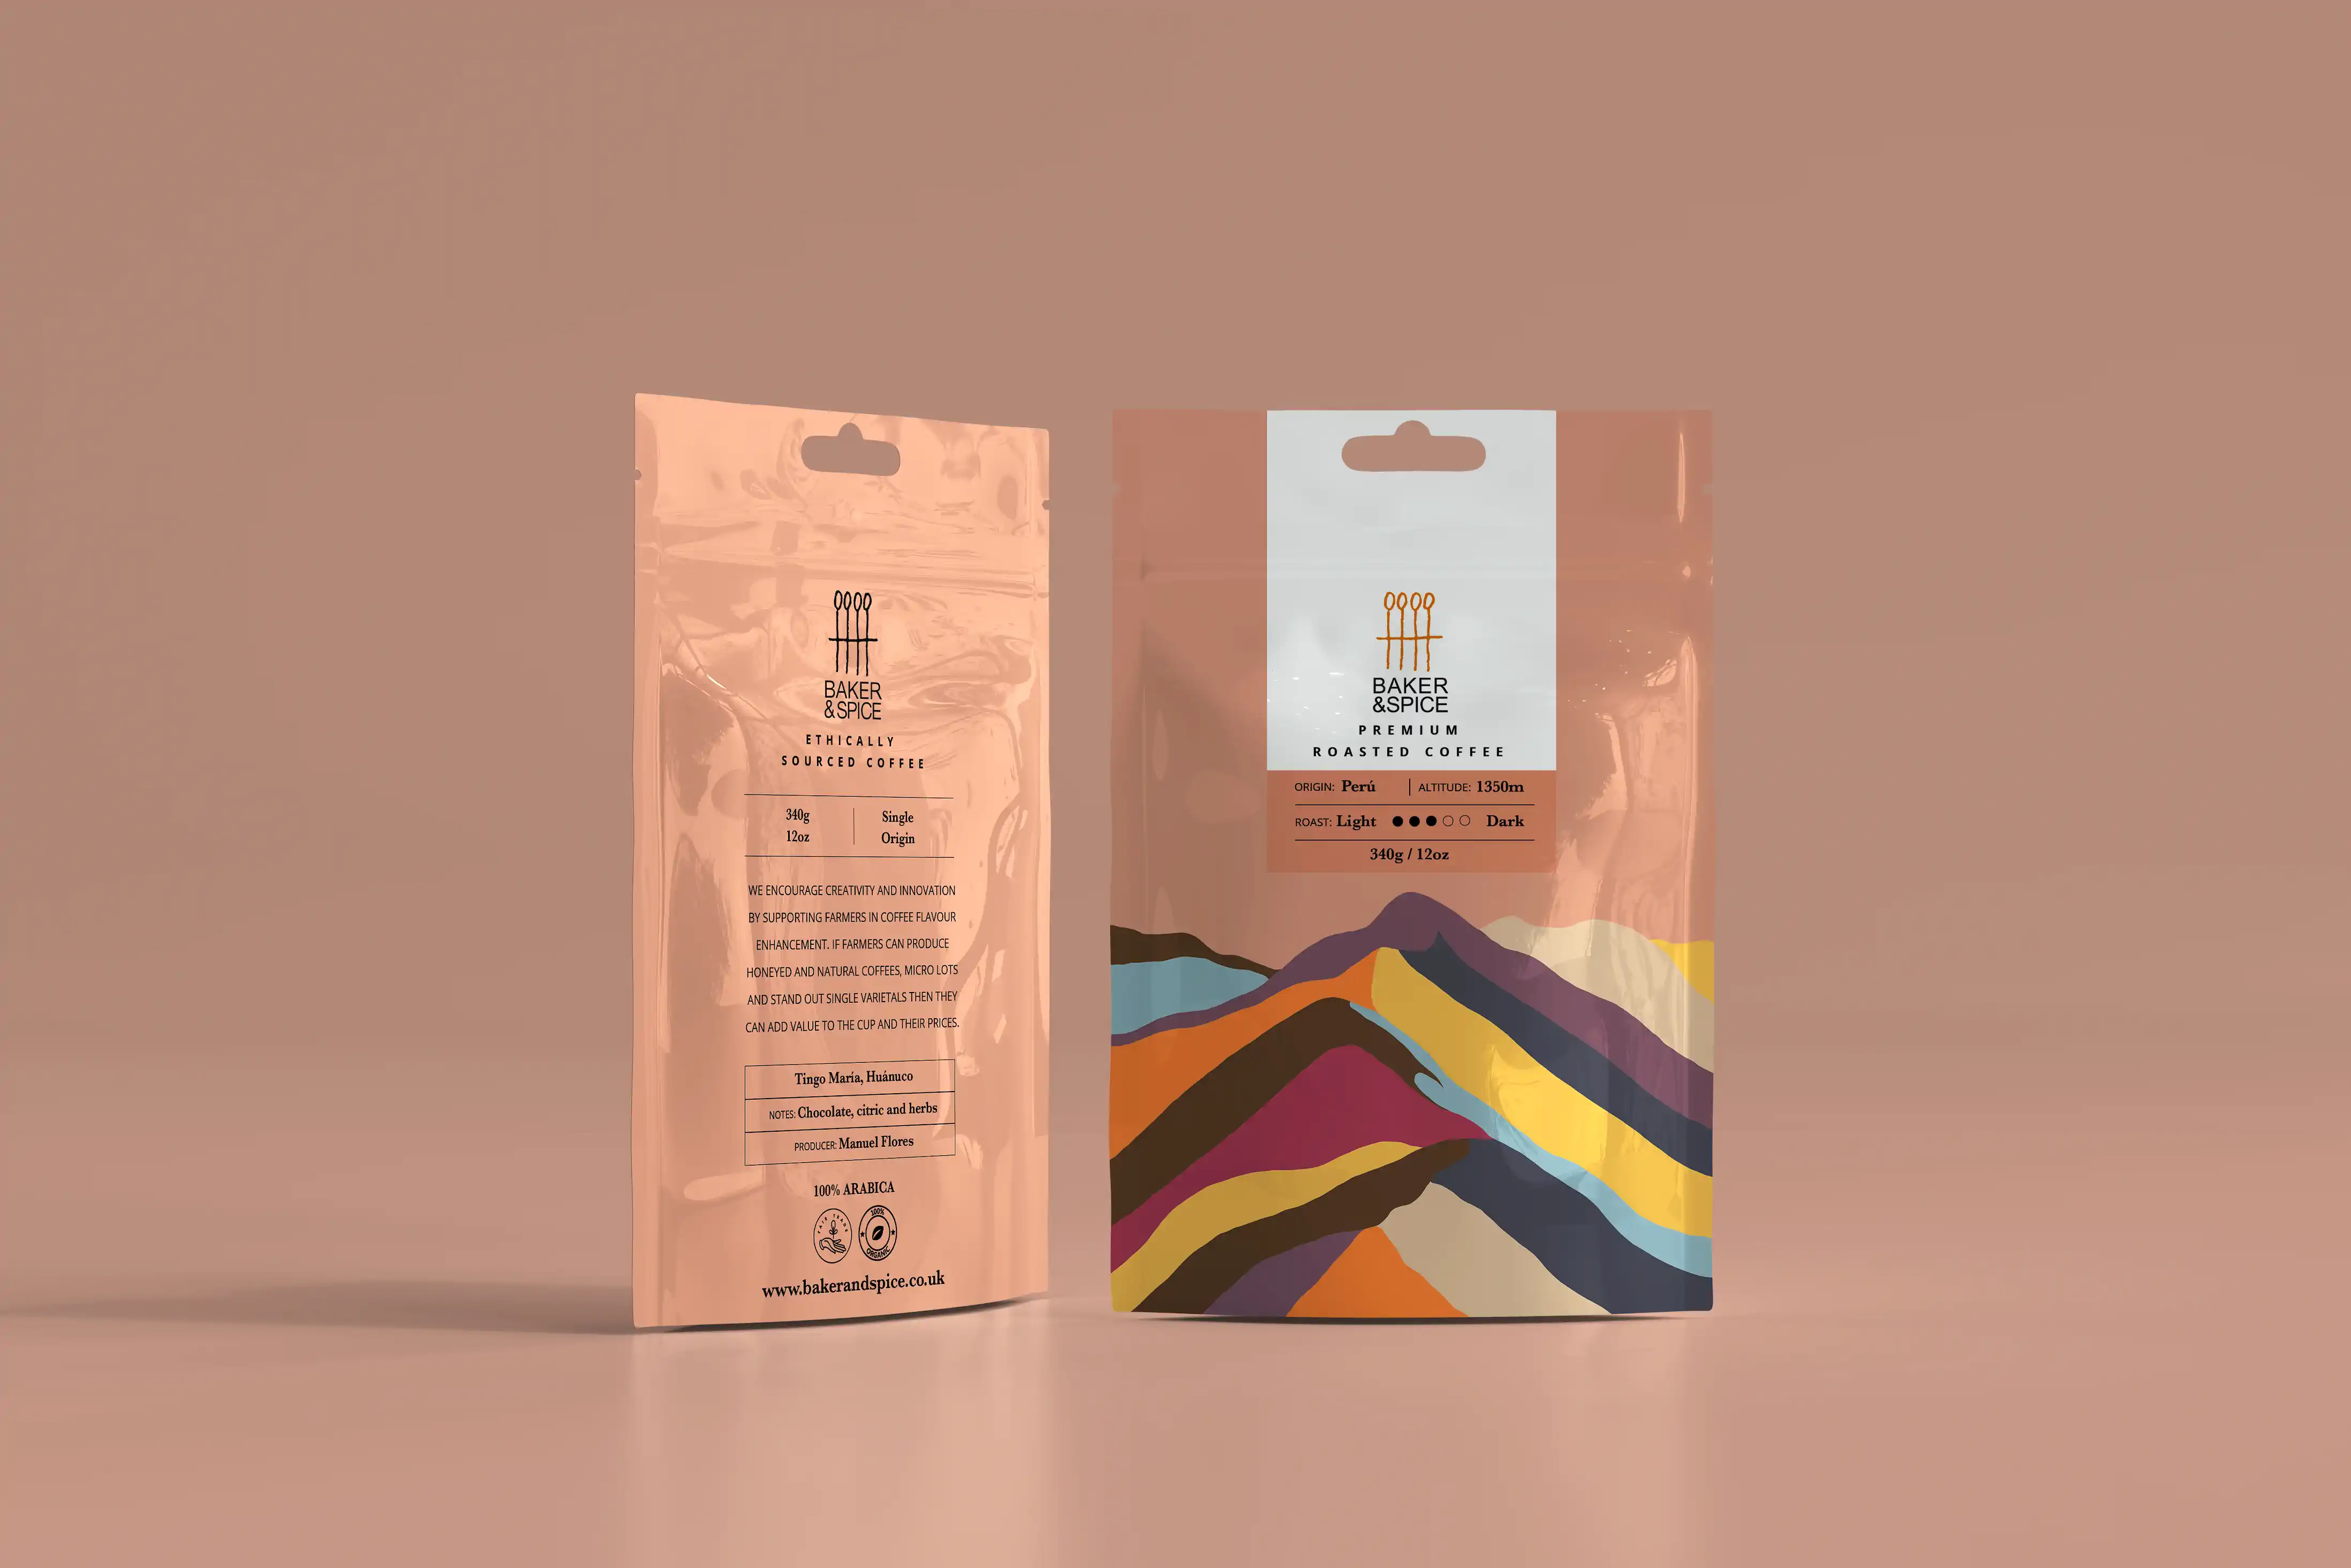 BAKER
&SPICE
ETHICALLY
SOURCED COFFEE
340g
12oz
Single
Origin
WE ENCOURAGE CREATIVITY AND INNOVATION
BY SUPPORTING FARMERS IN COFFEE FLAVOUR
ENHANCEMENT. IF FARMERS CAN PRODUCE
HONEYED AND NATURAL COFFEES, MICRO LOTS
AND STAND OUT SINGLE VARIETALS THEN THEY
CAN ADD VALUE TO THE CUP AND THEIR PRICES.
Tingo María, Huánuco
NOTES: Chocolate, citric and herbs
PRODUCER: Manuel Flores
100% ARABICA
FAIR TRADE
100%
ORGANIC
www.bakerandspice.co.uk
BAKER
&SPICE
PREMIUM
ROASTED COFFEE
ORIGIN: Perú | ALTITUDE: 1350m
ROAST: Light ●●●○○ Dark
340g / 12oz